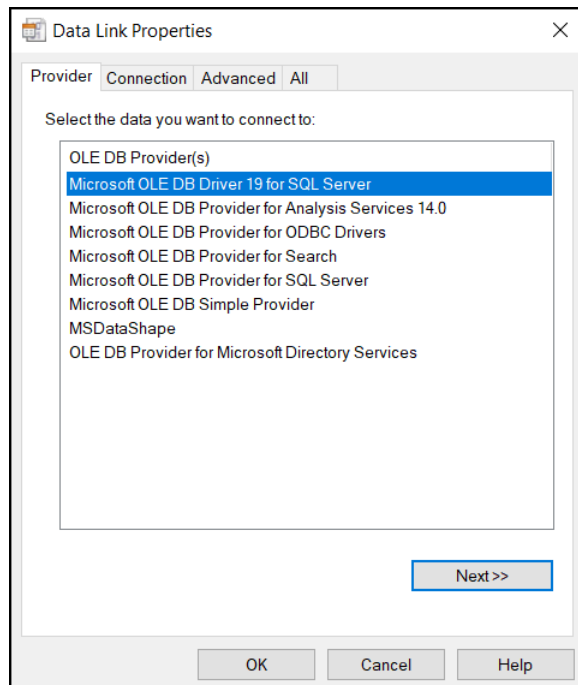 Data Link Properties
Provider Connection Advanced All
Select the data you want to connect to:
OLE DB Provider(s)
Microsoft OLE DB Driver 19 for SQL Server
Microsoft OLE DB Provider for Analysis Services 14.0
Microsoft OLE DB Provider for ODBC Drivers
Microsoft OLE DB Provider for Search
Microsoft OLE DB Provider for SQL Server
Microsoft OLE DB Simple Provider
MSDataShape
OLE DB Provider for Microsoft Directory Services
Next >>
OK Cancel Help